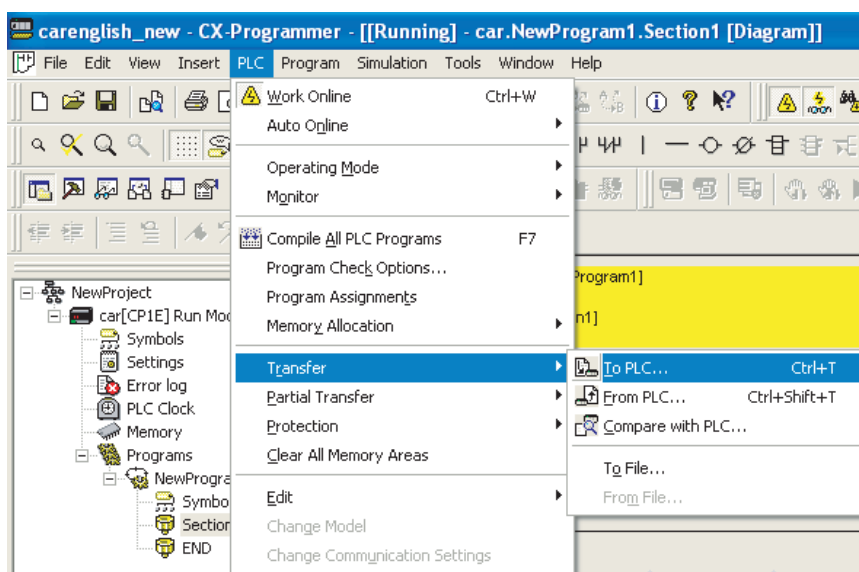 carenglish_new - CX-Programmer - [[Running] - car.NewProgram1.Section1 [Diagram]]
File Edit View Insert PLC Program Simulation Tools Window Help
Work Online Ctrl+W
Auto Online
Operating Mode
Monitor
Compile All PLC Programs F7
Program Check Options...
Program Assignments
Memory Allocation
Transfer
Partial Transfer
Protection
Clear All Memory Areas
Edit
Change Model
Change Communication Settings
To PLC... Ctrl+T
From PLC... Ctrl+Shift+T
Compare with PLC...
To File...
From File...
Program1]
n1]
NewProject
car[CP1E] Run Mod
Symbols
Settings
Error log
PLC Clock
Memory
Programs
NewProgra
Symbo
Section
END